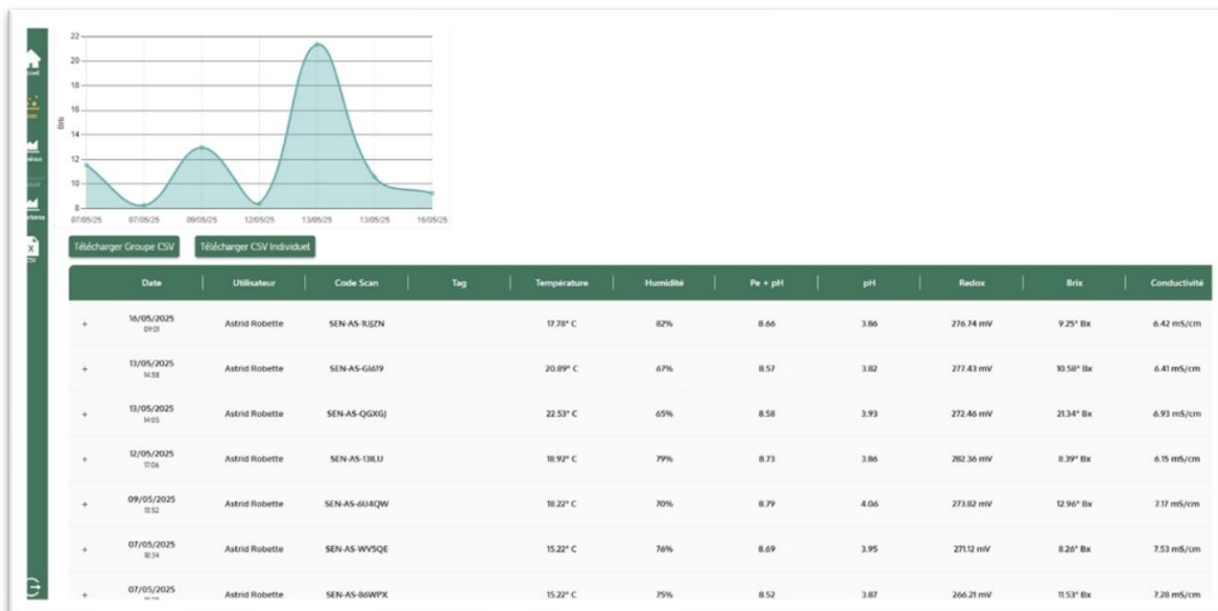 22
20
18
16
14
12
10
8
Brix
07/05/25 07/05/25 09/05/25 12/05/25 13/05/25 13/05/25 16/05/25
Télécharger Groupe CSV Télécharger CSV Individuel
Date Utilisateur Code Scan Tag Température Humidité Pe + pH pH Redox Brix Conductivité
+ 16/05/2025 Astrid Robette SEN-AS-1UJZN 17.78° C 82% 8.66 3.86 276.74 mV 9.25° Bx 6.42 mS/cm
09:01
+ 13/05/2025 Astrid Robette SEN-AS-GI619 20.89° C 67% 8.57 3.82 277.43 mV 10.58° Bx 6.41 mS/cm
14:58
+ 13/05/2025 Astrid Robette SEN-AS-QGXGJ 22.53° C 65% 8.58 3.93 272.46 mV 21.34° Bx 6.93 mS/cm
14:05
+ 12/05/2025 Astrid Robette SEN-AS-13ILU 18.92° C 79% 8.73 3.86 282.36 mV 8.39° Bx 6.15 mS/cm
17:06
+ 09/05/2025 Astrid Robette SEN-AS-6U4QW 18.22° C 70% 8.79 4.06 273.82 mV 12.96° Bx 7.17 mS/cm
13:52
+ 07/05/2025 Astrid Robette SEN-AS-WV5QE 15.22° C 76% 8.69 3.95 271.12 mV 8.26° Bx 7.53 mS/cm
+ 07/05/2025 Astrid Robette SEN-AS-86WPX 15.22° C 75% 8.52 3.87 266.21 mV 11.53° Bx 7.28 mS/cm
CSV